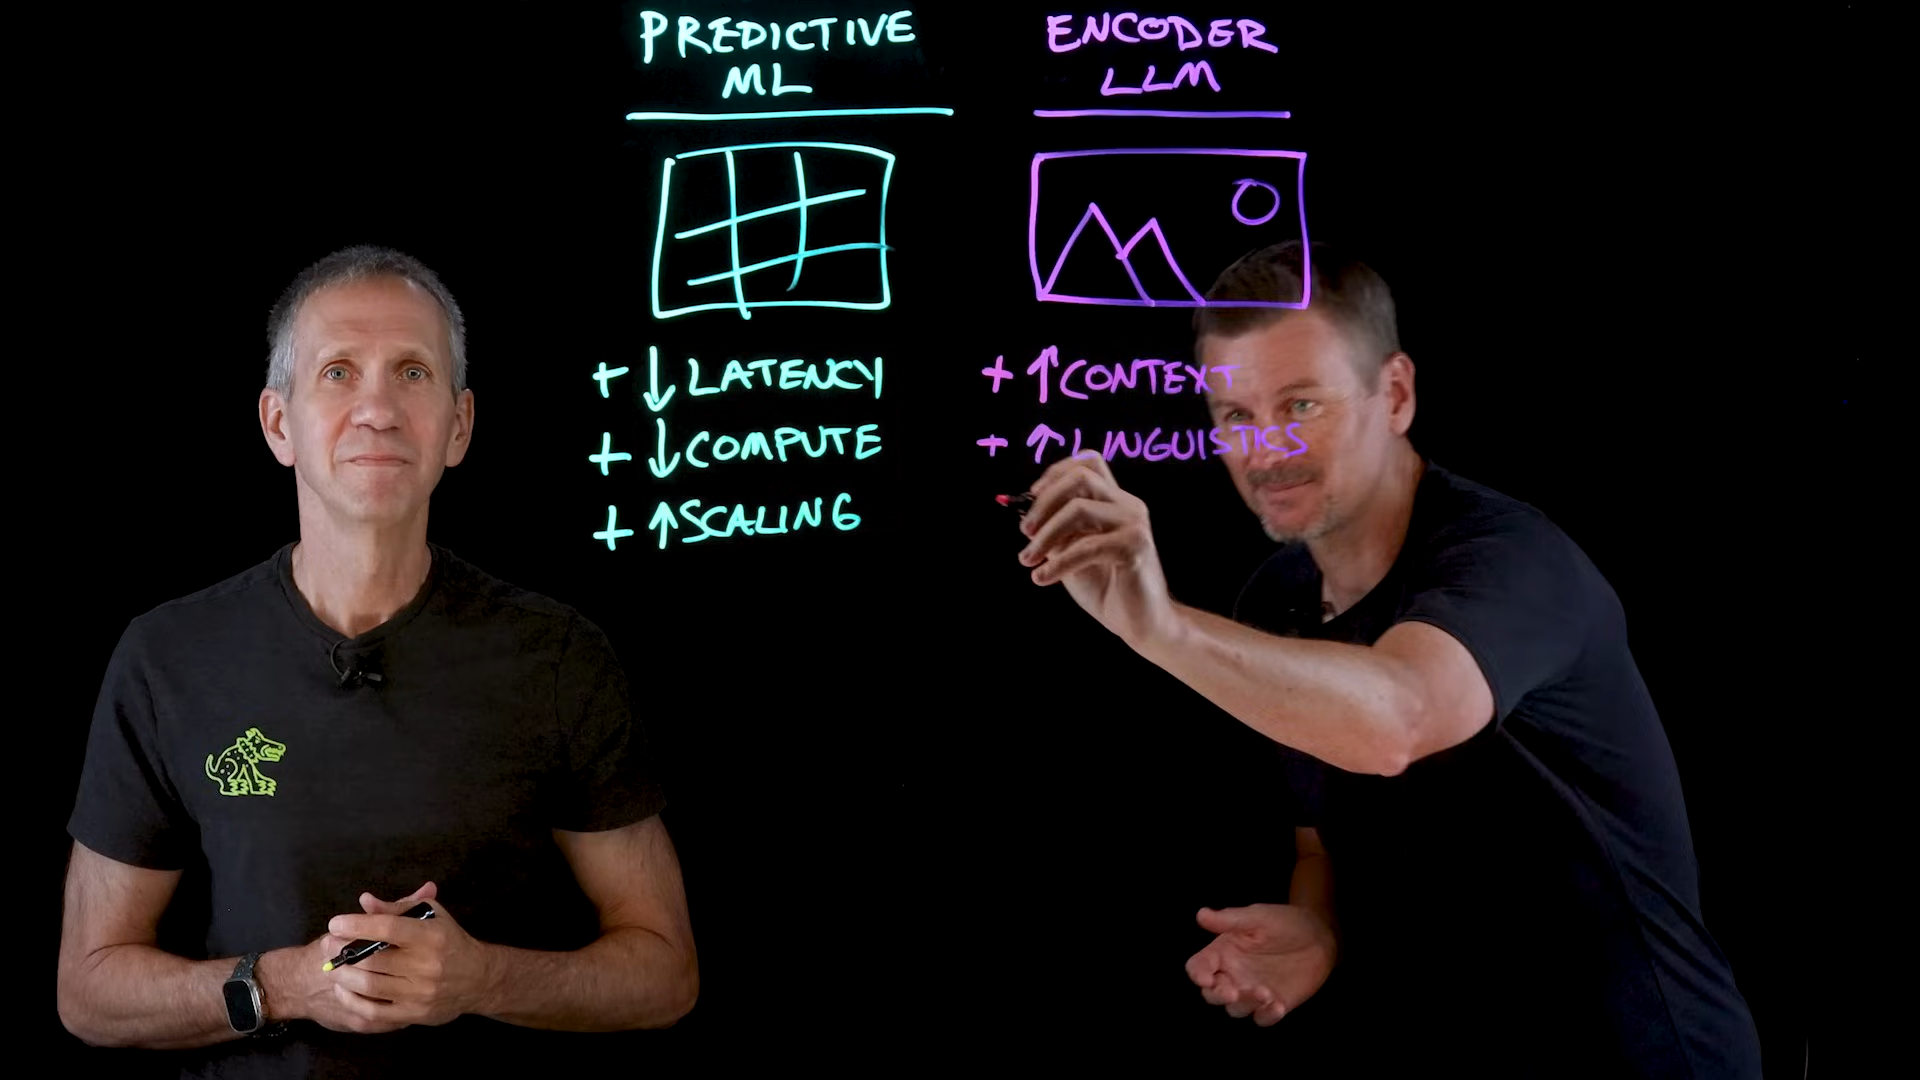 PREDICTIVE
ML
+ ↓ LATENCY
+ ↓ COMPUTE
+ ↑ SCALING
ENCODER
LLM
+ ↑ CONTEXT
+ ↑ LINGUISTICS